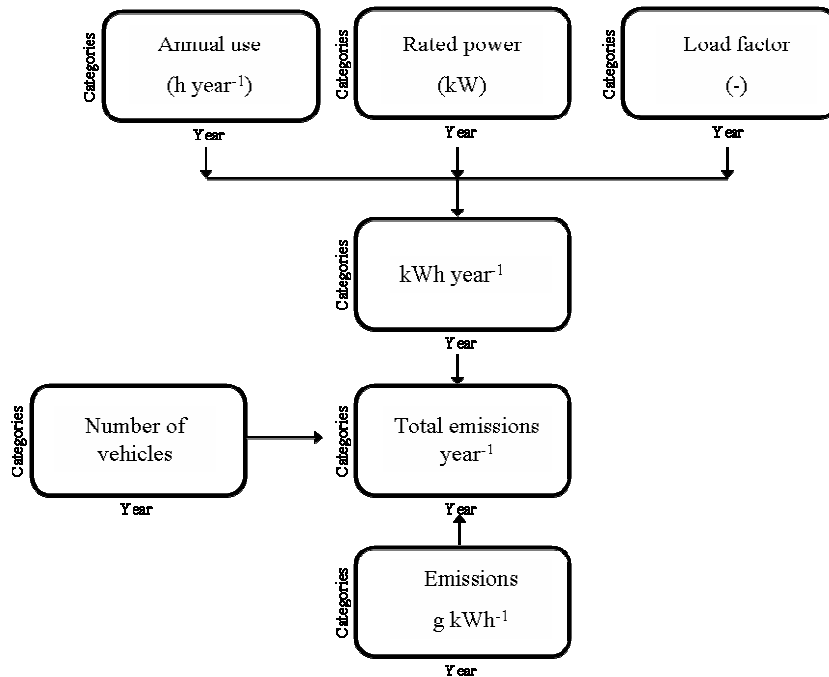 Categories
Annual use
(h year⁻¹)
Year
Categories
Rated power
(kW)
Year
Categories
Load factor
(-)
Year
Categories
kWh year⁻¹
Year
Categories
Number of
vehicles
Year
Categories
Total emissions
year⁻¹
Year
Categories
Emissions
g kWh⁻¹
Year